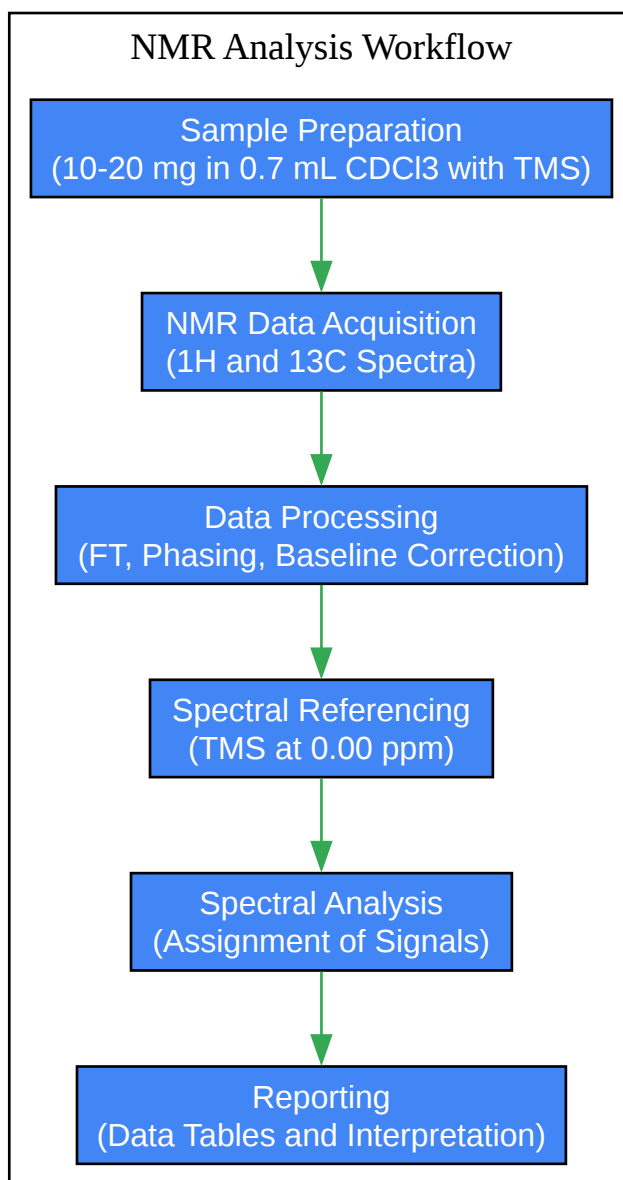 NMR Analysis Workflow
Sample Preparation
(10-20 mg in 0.7 mL CDCl3 with TMS)
NMR Data Acquisition
(1H and 13C Spectra)
Data Processing
(FT, Phasing, Baseline Correction)
Spectral Referencing
(TMS at 0.00 ppm)
Spectral Analysis
(Assignment of Signals)
Reporting
(Data Tables and Interpretation)